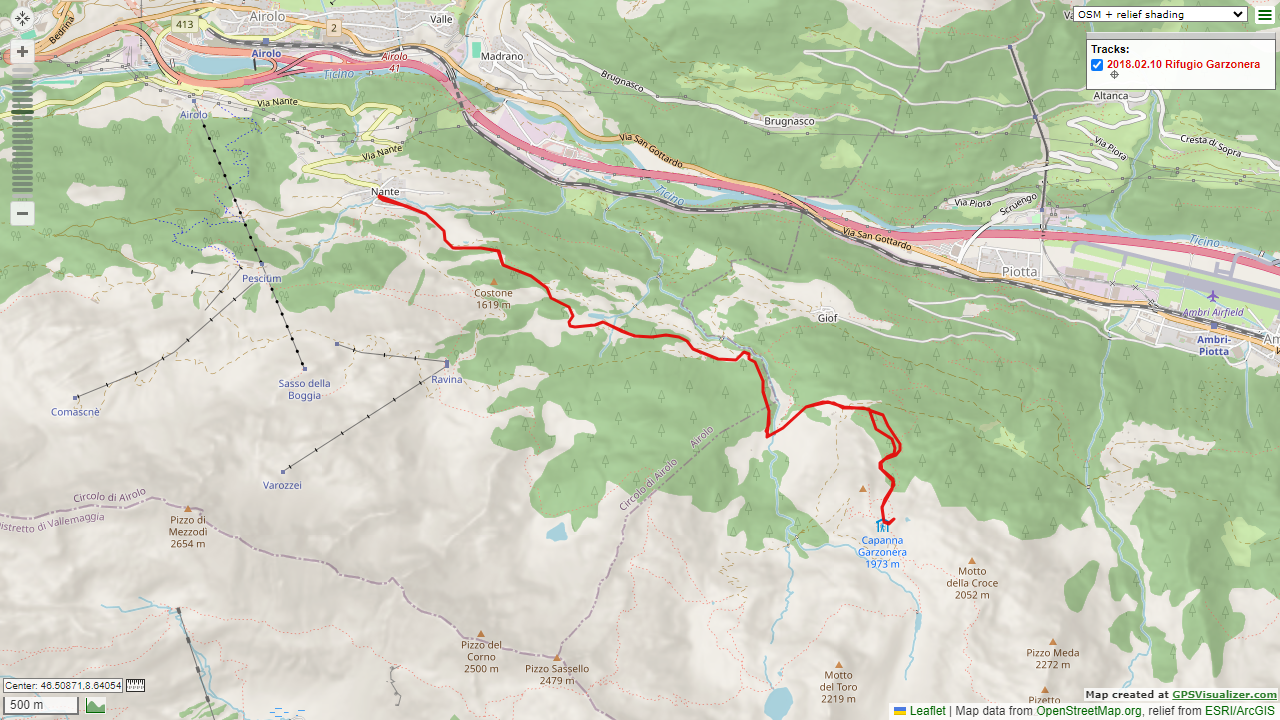 413
Airolo
2
Valle
Bedrina
Airolo
Airolo
41
Madrano
Ticino
Brugnasco
Via Nante
Airolo
Brugnasco
Altanca
Via San Gottardo
Via Piora
Cresta di Sopra
Via Nante
Nante
Ticino
Via Piora
Scruengo
Via San Gottardo
Ticino
Piotta
Pescium
Costone
1619 m
Giof
Ambrì Airfield
Ambrì-
Piotta
Ravina
Sasso della
Boggia
Comascnè
Airolo
Circolo di Airolo
Varozzei
Circolo di Airolo
Distretto di Vallemaggia
Pizzo di
Mezzodì
2654 m
Capanna
Garzonera
1973 m
Motto
della Croce
2052 m
Pizzo del
Corno
2500 m
Pizzo Sassello
2479 m
Motto
del Toro
2219 m
Pizzo Meda
2272 m
Pizetto
OSM + relief shading
Tracks:
2018.02.10 Rifugio Garzonera
Center: 46.50871,8.64054
500 m
Map created at GPSVisualizer.com
Leaflet | Map data from OpenStreetMap.org, relief from ESRI/ArcGIS